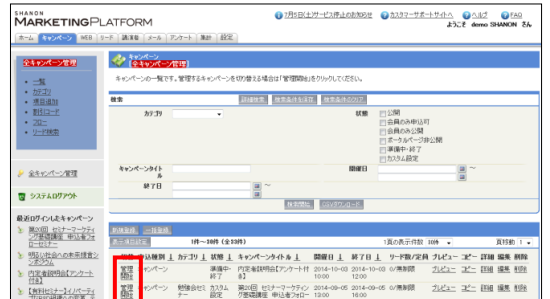 SHANON
MARKETINGPLATFORM
7月5日(土)サービス停止のお知らせ カスタマーサポートサイトへ ヘルプ FAQ
ようこそ demo SHANON さん
ホーム キャンペーン WEB リード 講演者 メール アンケート 集計 設定
全キャンペーン管理
一覧
カテゴリ
項目追加
割引コード
フロー
リード検索
全キャンペーン管理
システムログアウト
最近ログインしたキャンペーン
キャンペーン
[全キャンペーン管理]
キャンペーンの一覧です。管理するキャンペーンを切り替える場合は「管理開始」をクリックしてください。
検索 詳細検索 検索条件を保存 検索条件のクリア
カテゴリ
状態
公開
会員のみ申込可
会員のみ公開
ポータルページ非公開
準備中・終了
カスタム設定
キャンペーンタイトル
開催日 ～
終了日 ～
検索開始 CSVダウンロード
新規登録 一括登録
表示項目設定 1件～30件 (全33件) 1頁の表示件数 30件 頁移動 1
申込種別 カテゴリ 状態 キャンペーンタイトル 開催日 終了日 リード数/定員 プレビュー コピー 詳細 編集 削除
管理開始 キャンペーン 準備中・終了 内定者説明会【アンケート付き】 2014-10-03 10:00 2014-10-03 12:00 0/無制限 プレビュー コピー 詳細 編集 削除
管理開始 キャンペーン 勉強会セミナー カスタム設定 第20回 ゼミナーマーケティング基礎講座 申込者フォロー 2014-09-05 13:00 2014-09-05 16:00 0/無制限 プレビュー コピー 詳細 編集 削除